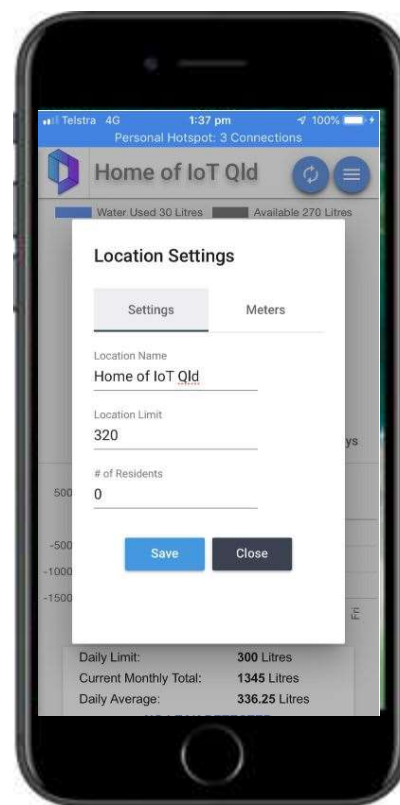 Telstra 4G 1:37 pm 100%
Personal Hotspot: 3 Connections
Home of IoT Qld
Water Used 30 Litres Available 270 Litres
Location Settings
Settings Meters
Location Name
Home of IoT Qld
Location Limit
320
ys
# of Residents
0
500
-500
Save Close
-1000
-1500
Fri
Daily Limit: 300 Litres
Current Monthly Total: 1345 Litres
Daily Average: 336.25 Litres